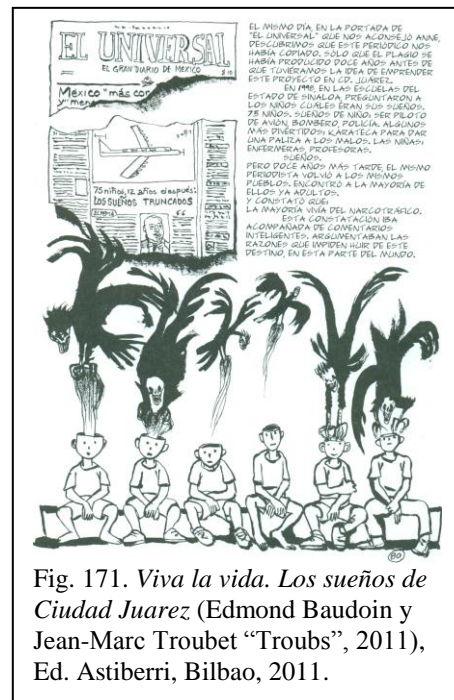 EL UNIVERSAL
EL GRAN DIARIO DE MEXICO
Mexico "más con
y "men
75 niños, 12 años después:
LOS SUEÑOS TRUNCADOS
EL MISMO DÍA, EN LA PORTADA DE
"EL UNIVERSAL" QUE NOS ACONSEJÓ ANNE,
DESCUBRIMOS QUE ESTE PERIÓDICO NOS
HABÍA COPIADO. SÓLO QUE EL PLAGIO SE
HABÍA PRODUCIDO DOCE AÑOS ANTES DE
QUE TUVIÉRAMOS LA IDEA DE EMPRENDER
ESTE PROYECTO EN CD. JUÁREZ.
EN 1998, EN LAS ESCUELAS DEL
ESTADO DE SINALOA, PREGUNTARON A
LOS NIÑOS CUÁLES ERAN SUS SUEÑOS.
75 NIÑOS. SUEÑOS DE NIÑO: SER PILOTO
DE AVIÓN, BOMBERO, POLICÍA. ALGUNOS
MÁS DIVERTIDOS: KARATECA PARA DAR
UNA PALIZA A LOS MALOS. LAS NIÑAS:
ENFERMERAS, PROFESORAS.
SUEÑOS.
PERO DOCE AÑOS MÁS TARDE, EL MISMO
PERIODISTA VOLVIÓ A LOS MISMOS
PUEBLOS. ENCONTRÓ A LA MAYORÍA DE
ELLOS YA ADULTOS.
Y CONSTATÓ QUE:
LA MAYORÍA VIVÍA DEL NARCOTRÁFICO.
ESTA CONSTATACIÓN IBA
ACOMPAÑADA DE COMENTARIOS
INTELIGENTES. ARGUMENTABAN LAS
RAZONES QUE IMPIDEN HUIR DE ESTE
DESTINO, EN ESTA PARTE DEL MUNDO.
Fig. 171. Viva la vida. Los sueños de
Ciudad Juarez (Edmond Baudoin y
Jean-Marc Troubet “Troubs”, 2011),
Ed. Astiberri, Bilbao, 2011.